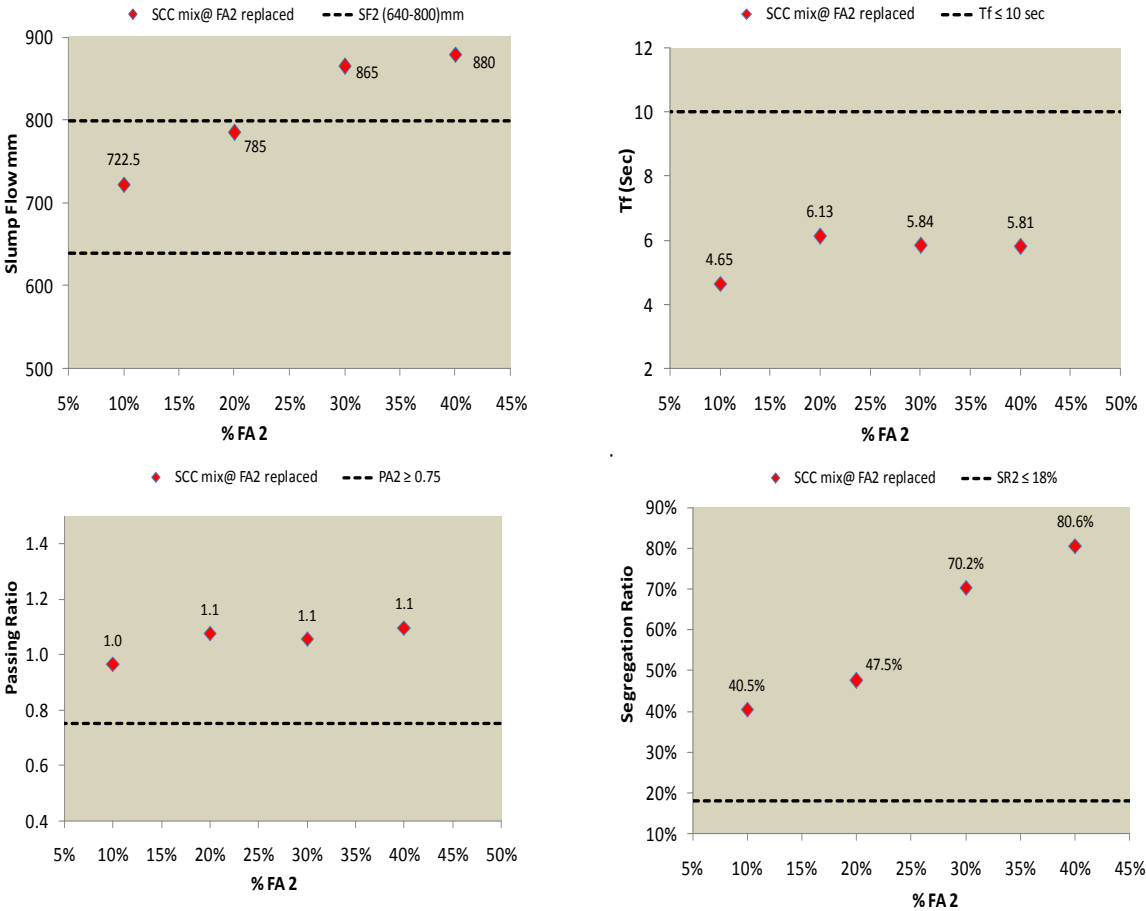 SCC mix@ FA2 replaced SF2 (640-800)mm
900
800
700
600
500
Slump Flow mm
722.5
785
865
880
5% 10% 15% 20% 25% 30% 35% 40% 45%
% FA 2
SCC mix@ FA2 replaced Tf ≤ 10 sec
12
10
8
6
4
2
Tf (Sec)
4.65
6.13
5.84
5.81
5% 10% 15% 20% 25% 30% 35% 40% 45% 50%
% FA 2
SCC mix@ FA2 replaced PA2 ≥ 0.75
1.4
1.2
1.0
0.8
0.6
0.4
Passing Ratio
1.0
1.1
1.1
1.1
5% 10% 15% 20% 25% 30% 35% 40% 45% 50%
% FA 2
.
SCC mix@ FA2 replaced SR2 ≤ 18%
90%
80%
70%
60%
50%
40%
30%
20%
10%
Segregation Ratio
40.5%
47.5%
70.2%
80.6%
5% 10% 15% 20% 25% 30% 35% 40% 45%
% FA 2